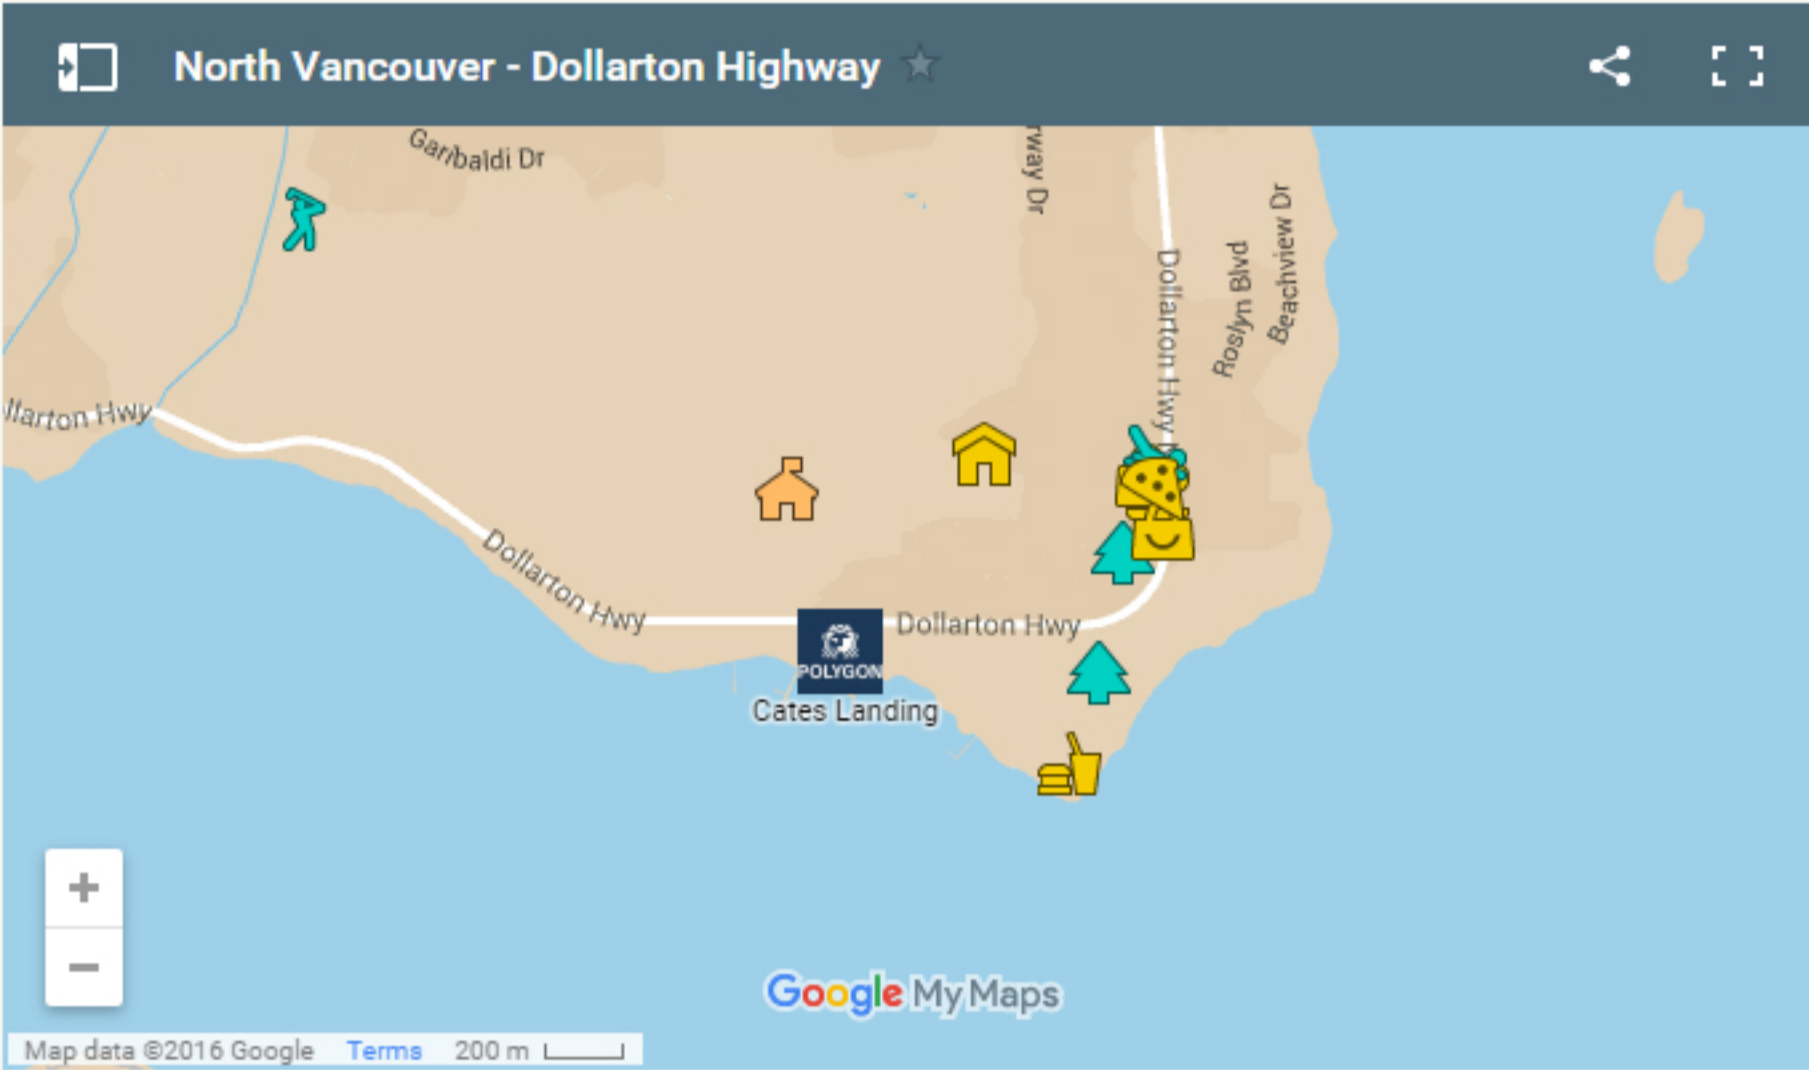 North Vancouver - Dollarton Highway
Garibaldi Dr
rway Dr
Beachview Dr
Roslyn Blvd
Dollarton Hwy
llarton Hwy
Dollarton Hwy
Dollarton Hwy
POLYGON
Cates Landing
+
−
Google My Maps
Map data ©2016 Google Terms 200 m